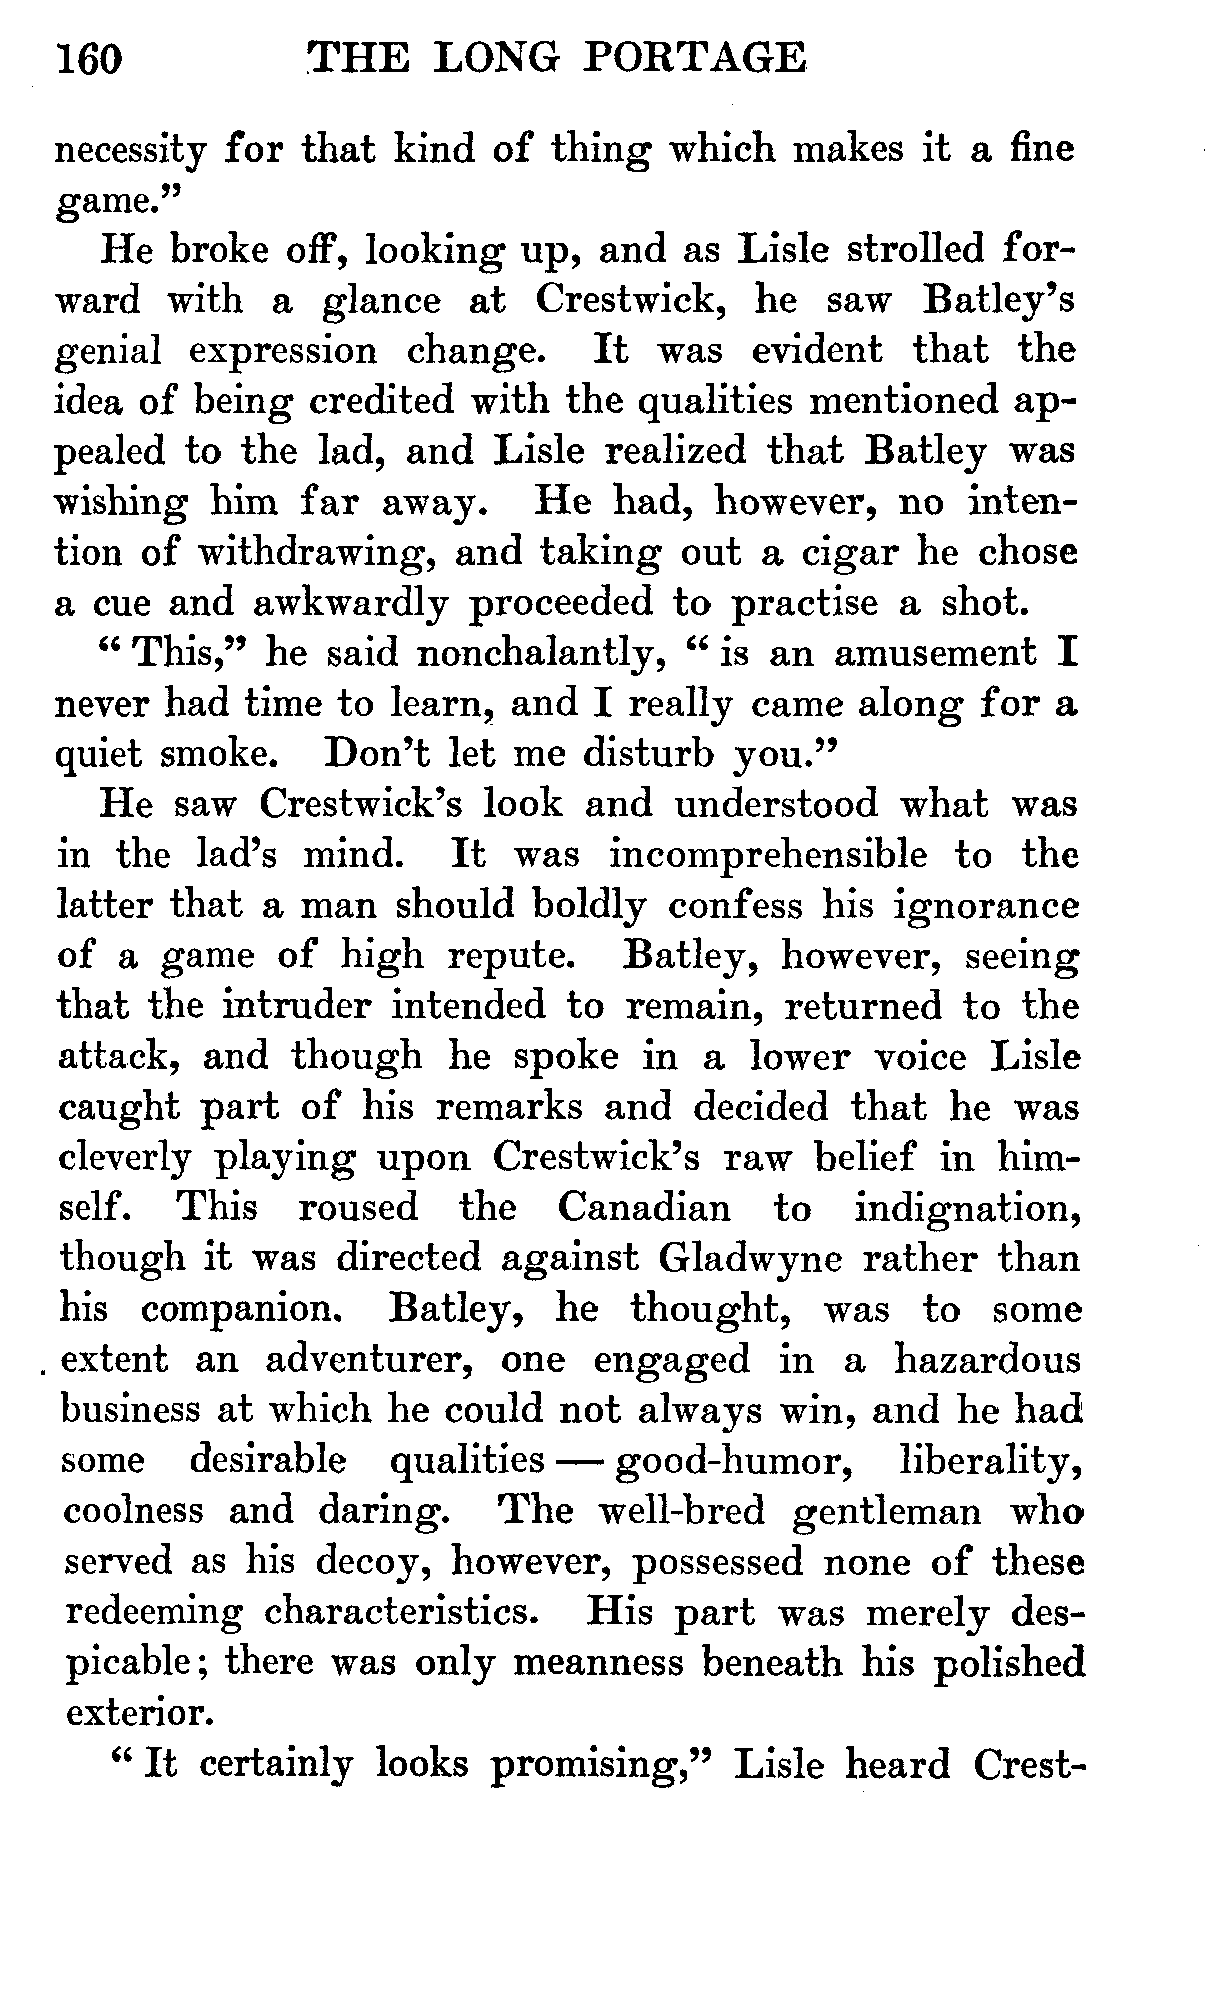 160 THE LONG PORTAGE
necessity for that kind of thing which makes it a fine
game.”
He broke off, looking up, and as Lisle strolled for-
ward with a glance at Crestwick, he saw Batley’s
genial expression change. It was evident that the
idea of being credited with the qualities mentioned ap-
pealed to the lad, and Lisle realized that Batley was
wishing him far away. He had, however, no inten-
tion of withdrawing, and taking out a cigar he chose
a cue and awkwardly proceeded to practise a shot.
“ This,” he said nonchalantly, “ is an amusement I
never had time to learn, and I really came along for a
quiet smoke. Don’t let me disturb you.”
He saw Crestwick’s look and understood what was
in the lad’s mind. It was incomprehensible to the
latter that a man should boldly confess his ignorance
of a game of high repute. Batley, however, seeing
that the intruder intended to remain, returned to the
attack, and though he spoke in a lower voice Lisle
caught part of his remarks and decided that he was
cleverly playing upon Crestwick’s raw belief in him-
self. This roused the Canadian to indignation,
though it was directed against Gladwyne rather than
his companion. Batley, he thought, was to some
extent an adventurer, one engaged in a hazardous
business at which he could not always win, and he had
some desirable qualities — good-humor, liberality,
coolness and daring. The well-bred gentleman who
served as his decoy, however, possessed none of these
redeeming characteristics. His part was merely des-
picable; there was only meanness beneath his polished
exterior.
“ It certainly looks promising,” Lisle heard Crest-